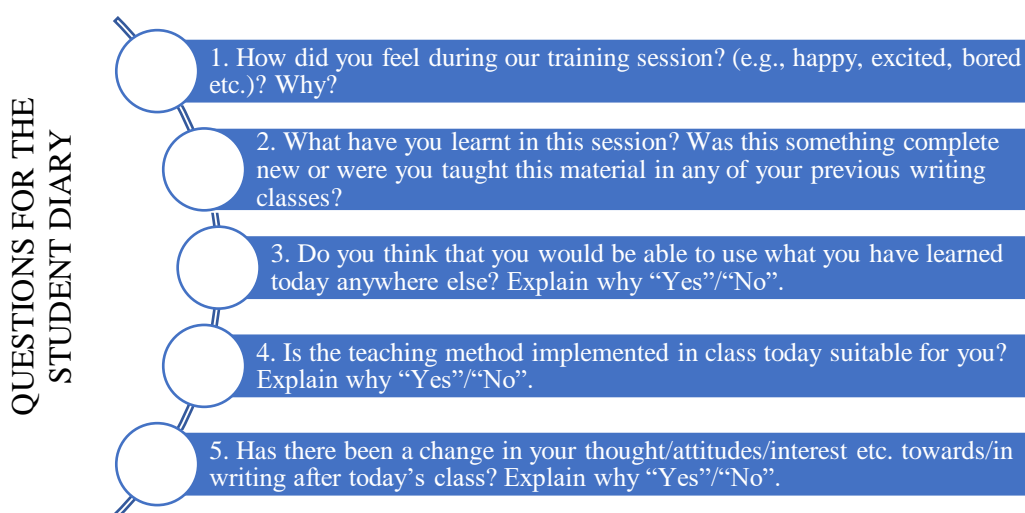 QUESTIONS FOR THE
STUDENT DIARY
1. How did you feel during our training session? (e.g., happy, excited, bored
etc.)? Why?
2. What have you learnt in this session? Was this something complete
new or were you taught this material in any of your previous writing
classes?
3. Do you think that you would be able to use what you have learned
today anywhere else? Explain why “Yes”/“No”.
4. Is the teaching method implemented in class today suitable for you?
Explain why “Yes”/“No”.
5. Has there been a change in your thought/attitudes/interest etc. towards/in
writing after today’s class? Explain why “Yes”/“No”.